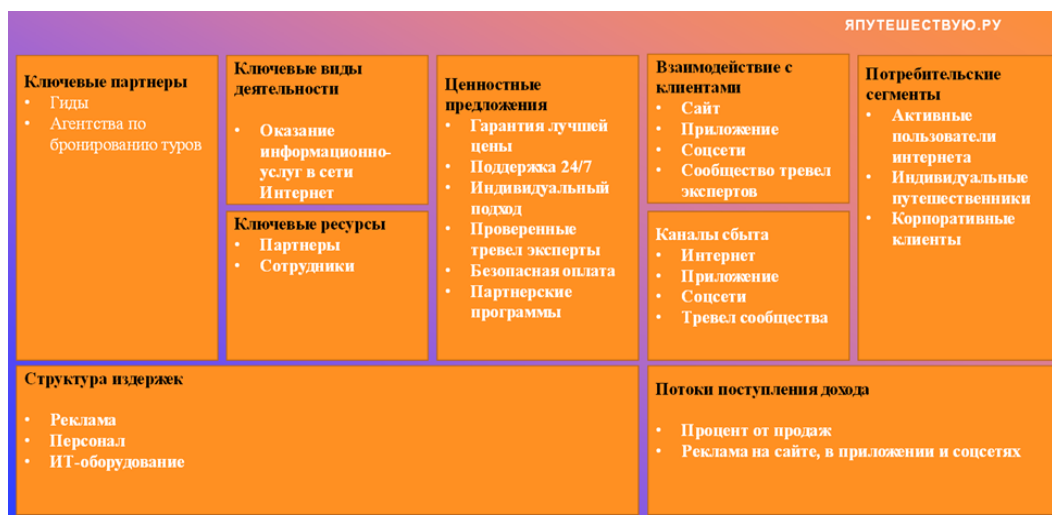 ЯПУТЕШЕСТВУЮ.РУ
Ключевые партнеры
• Гиды
• Агентства по
бронированию туров
Ключевые виды
деятельности
• Оказание
информационно-
услуг в сети
Интернет
Ключевые ресурсы
• Партнеры
• Сотрудники
Ценностные
предложения
• Гарантия лучшей
цены
• Поддержка 24/7
• Индивидуальный
подход
• Проверенные
тревел эксперты
• Безопасная оплата
• Партнерские
программы
Взаимодействие с
клиентами
• Сайт
• Приложение
• Соцсети
• Сообщество тревел
экспертов
Каналы сбыта
• Интернет
• Приложение
• Соцсети
• Тревел сообщества
Потребительские
сегменты
• Активные
пользователи
интернета
• Индивидуальные
путешественники
• Корпоративные
клиенты
Структура издержек
• Реклама
• Персонал
• ИТ-оборудование
Потоки поступления дохода
• Процент от продаж
• Реклама на сайте, в приложении и соцсетях